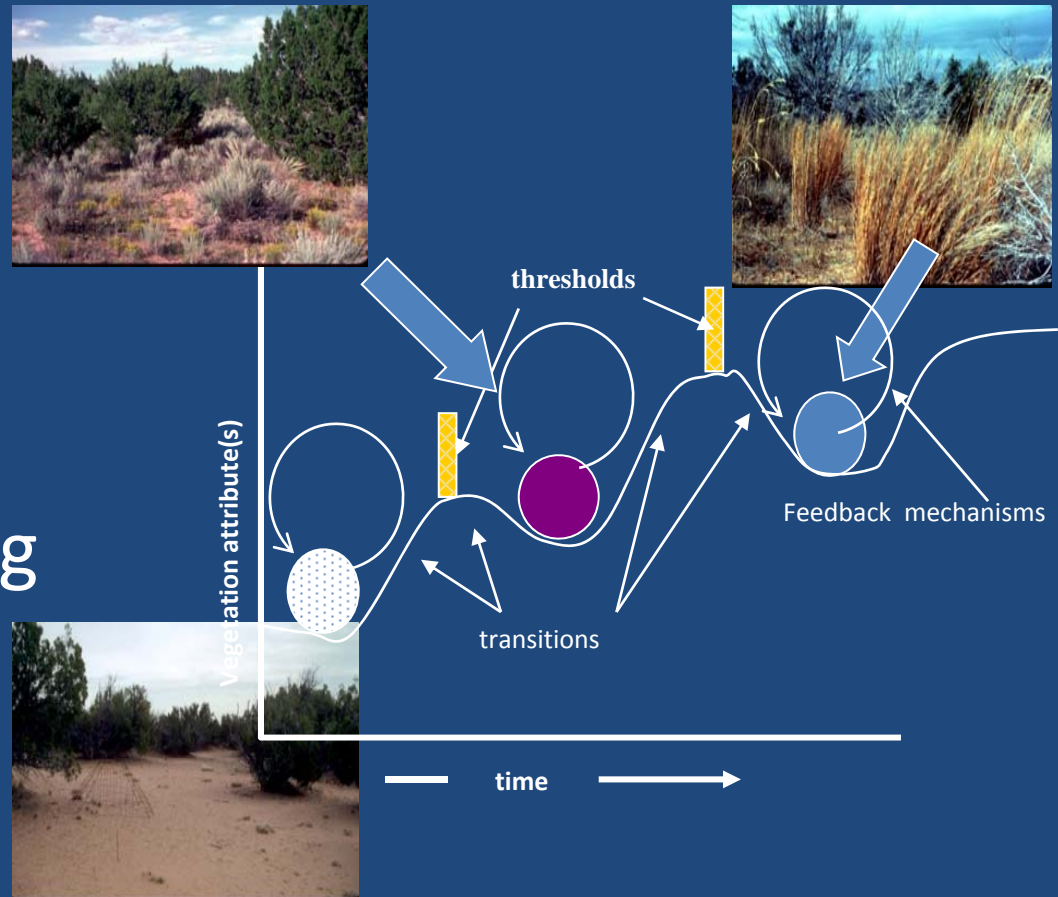 thresholds
Vegetation attribute(s)
Feedback mechanisms
g
transitions
time